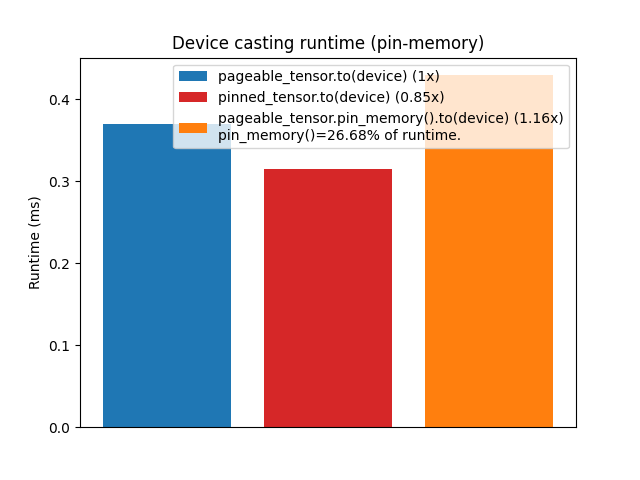 Device casting runtime (pin-memory)
pageable_tensor.to(device) (1x)
pinned_tensor.to(device) (0.85x)
pageable_tensor.pin_memory().to(device) (1.16x)
pin_memory()=26.68% of runtime.
Runtime (ms)
0.4
0.3
0.2
0.1
0.0